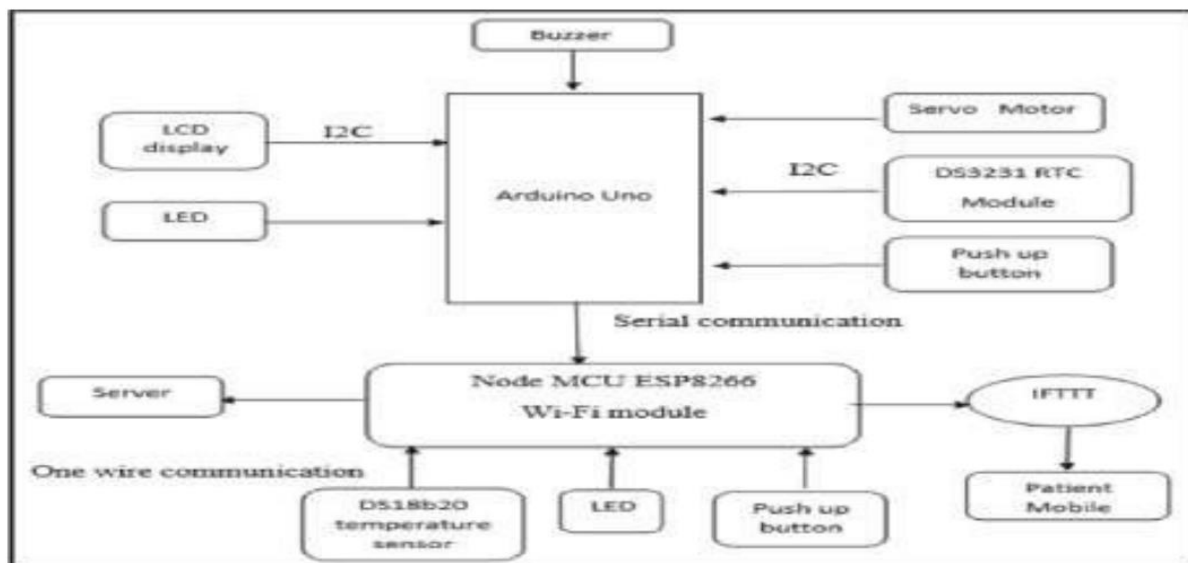 Buzzer
LCD
display
I2C
Servo Motor
I2C
DS3231 RTC
Module
Arduino Uno
LED
Push up
button
Serial communication
Node MCU ESP8266
Wi-Fi module
Server
IFTTT
One wire communication
DS18b20
temperature
sensor
LED
Push up
button
Patient
Mobile